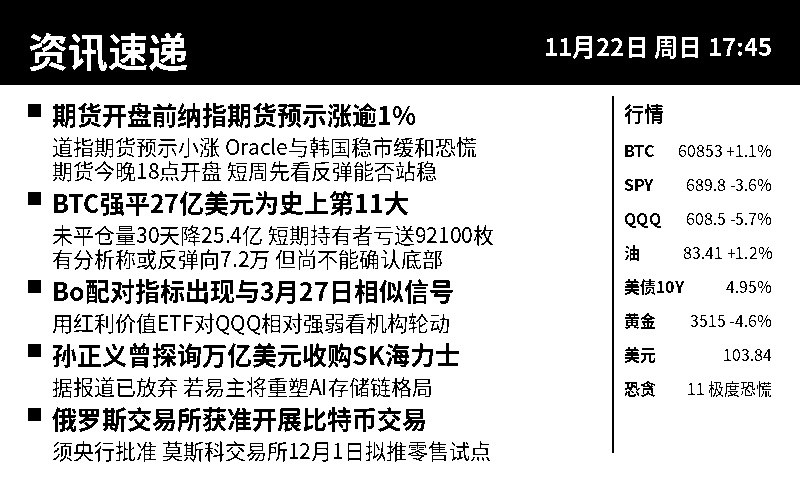 资讯速递
11月22日 周日 17:45
期货开盘前纳指期货预示涨逾1%
道指期货预示小涨 Oracle与韩国稳市缓和恐慌
期货今晚18点开盘 短周先看反弹能否站稳
BTC强平27亿美元为史上第11大
未平仓量30天降25.4亿 短期持有者亏送92100枚
有分析称或反弹向7.2万 但尚不能确认底部
Bo配对指标出现与3月27日相似信号
用红利价值ETF对QQQ相对强弱看机构轮动
孙正义曾探询万亿美元收购SK海力士
据报道已放弃 若易主将重塑AI存储链格局
俄罗斯交易所获准开展比特币交易
须央行批准 莫斯科交易所12月1日拟推零售试点
行情
BTC 60853 +1.1%
SPY 689.8 -3.6%
QQQ 608.5 -5.7%
油 83.41 +1.2%
美债10Y 4.95%
黄金 3515 -4.6%
美元 103.84
恐贪 11 极度恐慌